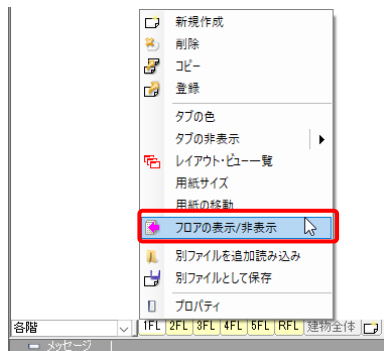 新規作成
削除
コピー
登録
タブの色
タブの非表示
レイアウト・ビュー一覧
用紙サイズ
用紙の移動
フロアの表示/非表示
別ファイルを追加読み込み
別ファイルとして保存
プロパティ
各階 1FL 2FL 3FL 4FL 5FL RFL 建物全体
メッセージ